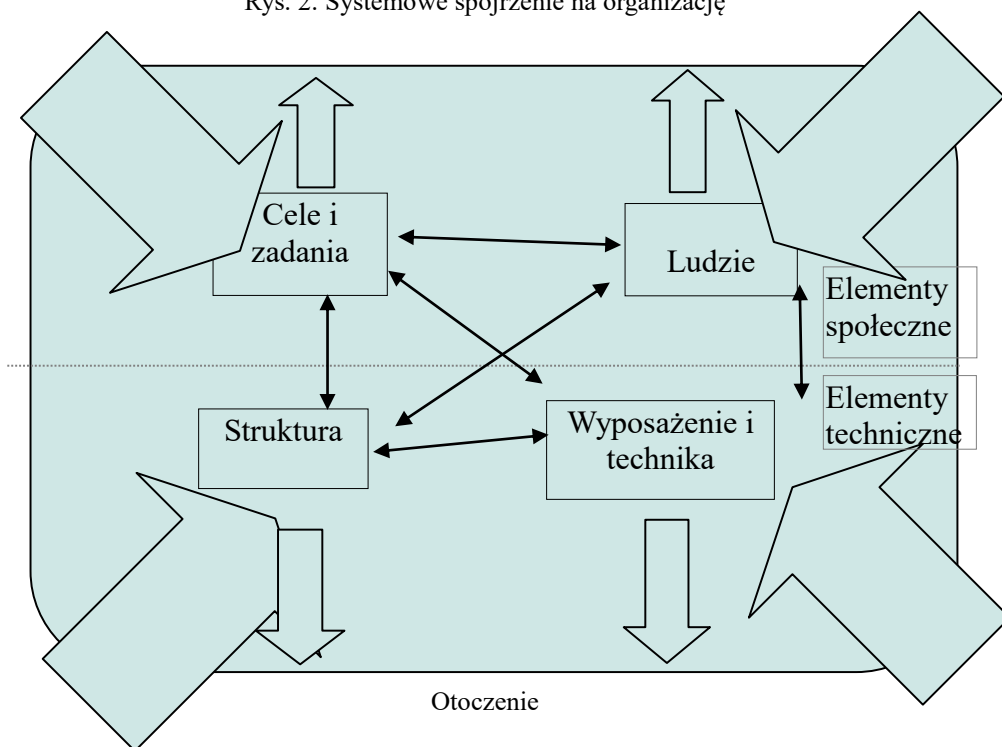 Rys. 2. Systemowe spojrzenie na organizację
Cele i
zadania
Ludzie
Elementy
społeczne
Elementy
techniczne
Struktura
Wyposażenie i
technika
Otoczenie